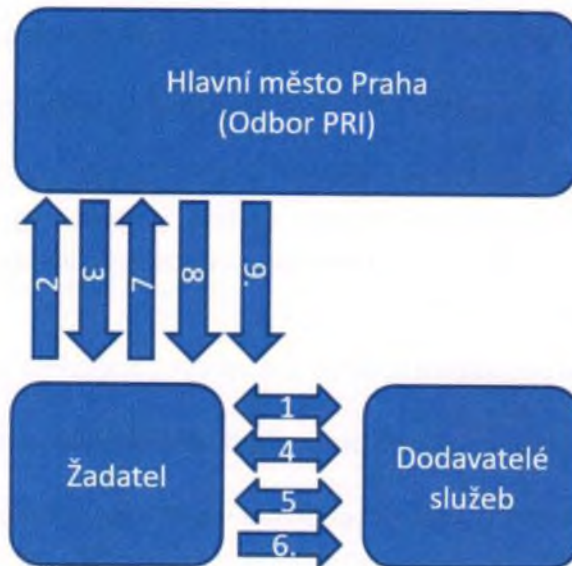 Hlavní město Praha
(Odbor PRI)
2
3
7
8
9.
1
4
5
6.
Žadatel
Dodavatelé
služeb